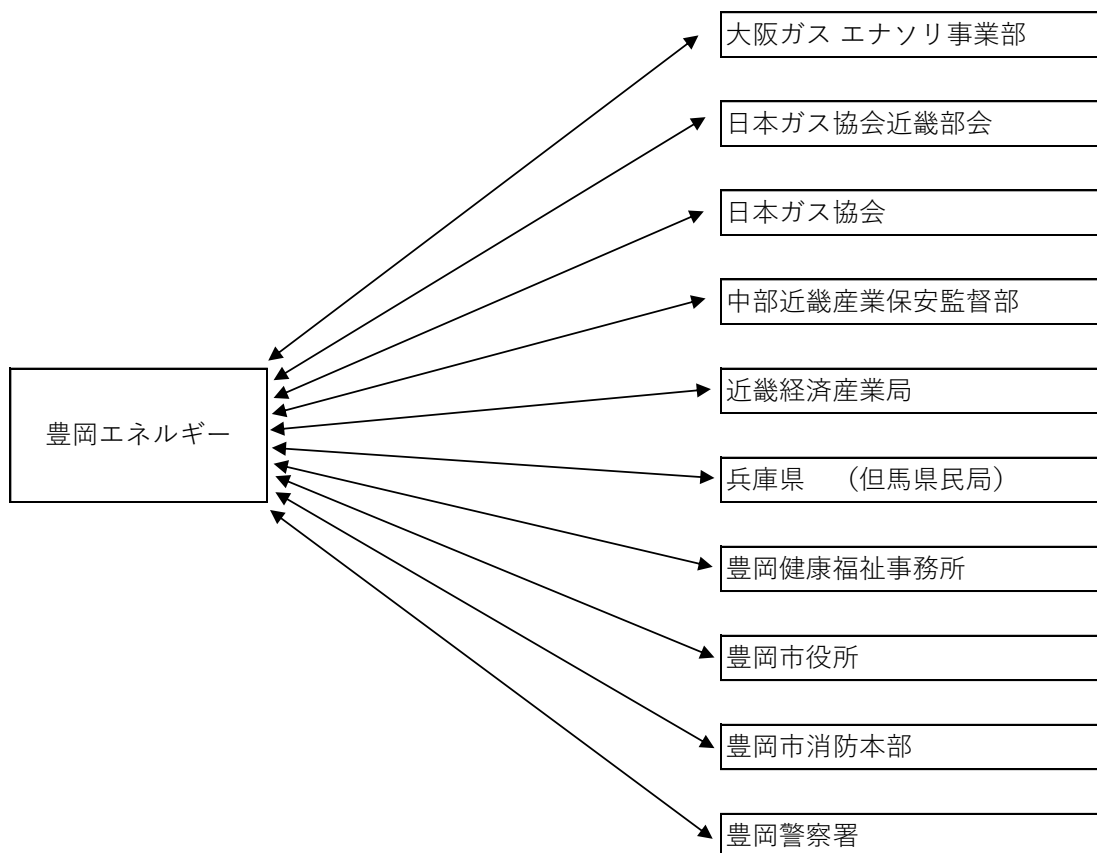 大阪ガス エナソリ事業部
日本ガス協会近畿部会
日本ガス協会
中部近畿産業保安監督部
近畿経済産業局
豊岡エネルギー
兵庫県　（但馬県民局）
豊岡健康福祉事務所
豊岡市役所
豊岡市消防本部
豊岡警察署